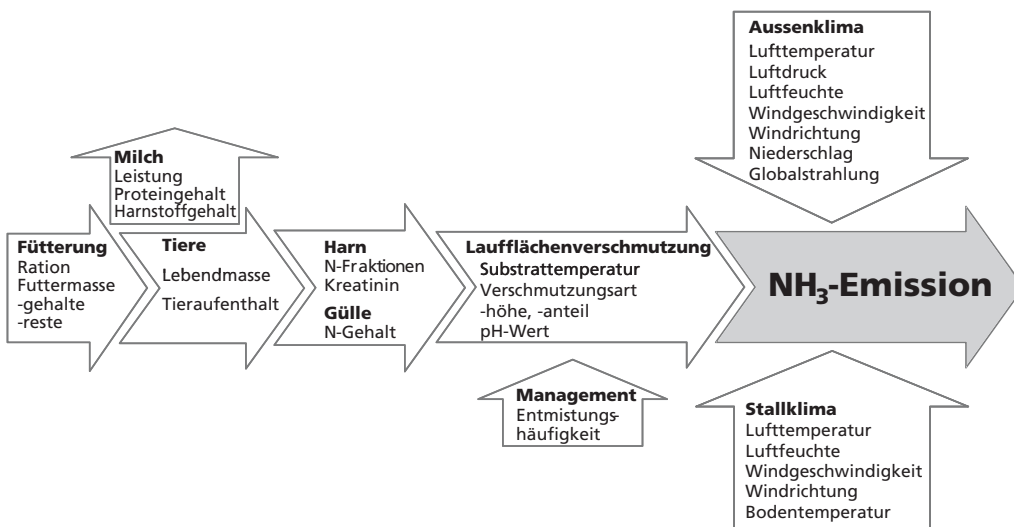 Aussenklima
Lufttemperatur
Luftdruck
Luftfeuchte
Windgeschwindigkeit
Windrichtung
Niederschlag
Globalstrahlung
Milch
Leistung
Proteingehalt
Harnstoffgehalt
Fütterung
Ration
Futtermasse
-gehalte
-reste
Tiere
Lebendmasse
Tieraufenthalt
Harn
N-Fraktionen
Kreatinin
Gülle
N-Gehalt
Laufflächenverschmutzung
Substrattemperatur
Verschmutzungsart
-höhe, -anteil
pH-Wert
NH₃-Emission
Management
Entmistungs-
häufigkeit
Stallklima
Lufttemperatur
Luftfeuchte
Windgeschwindigkeit
Windrichtung
Bodentemperatur